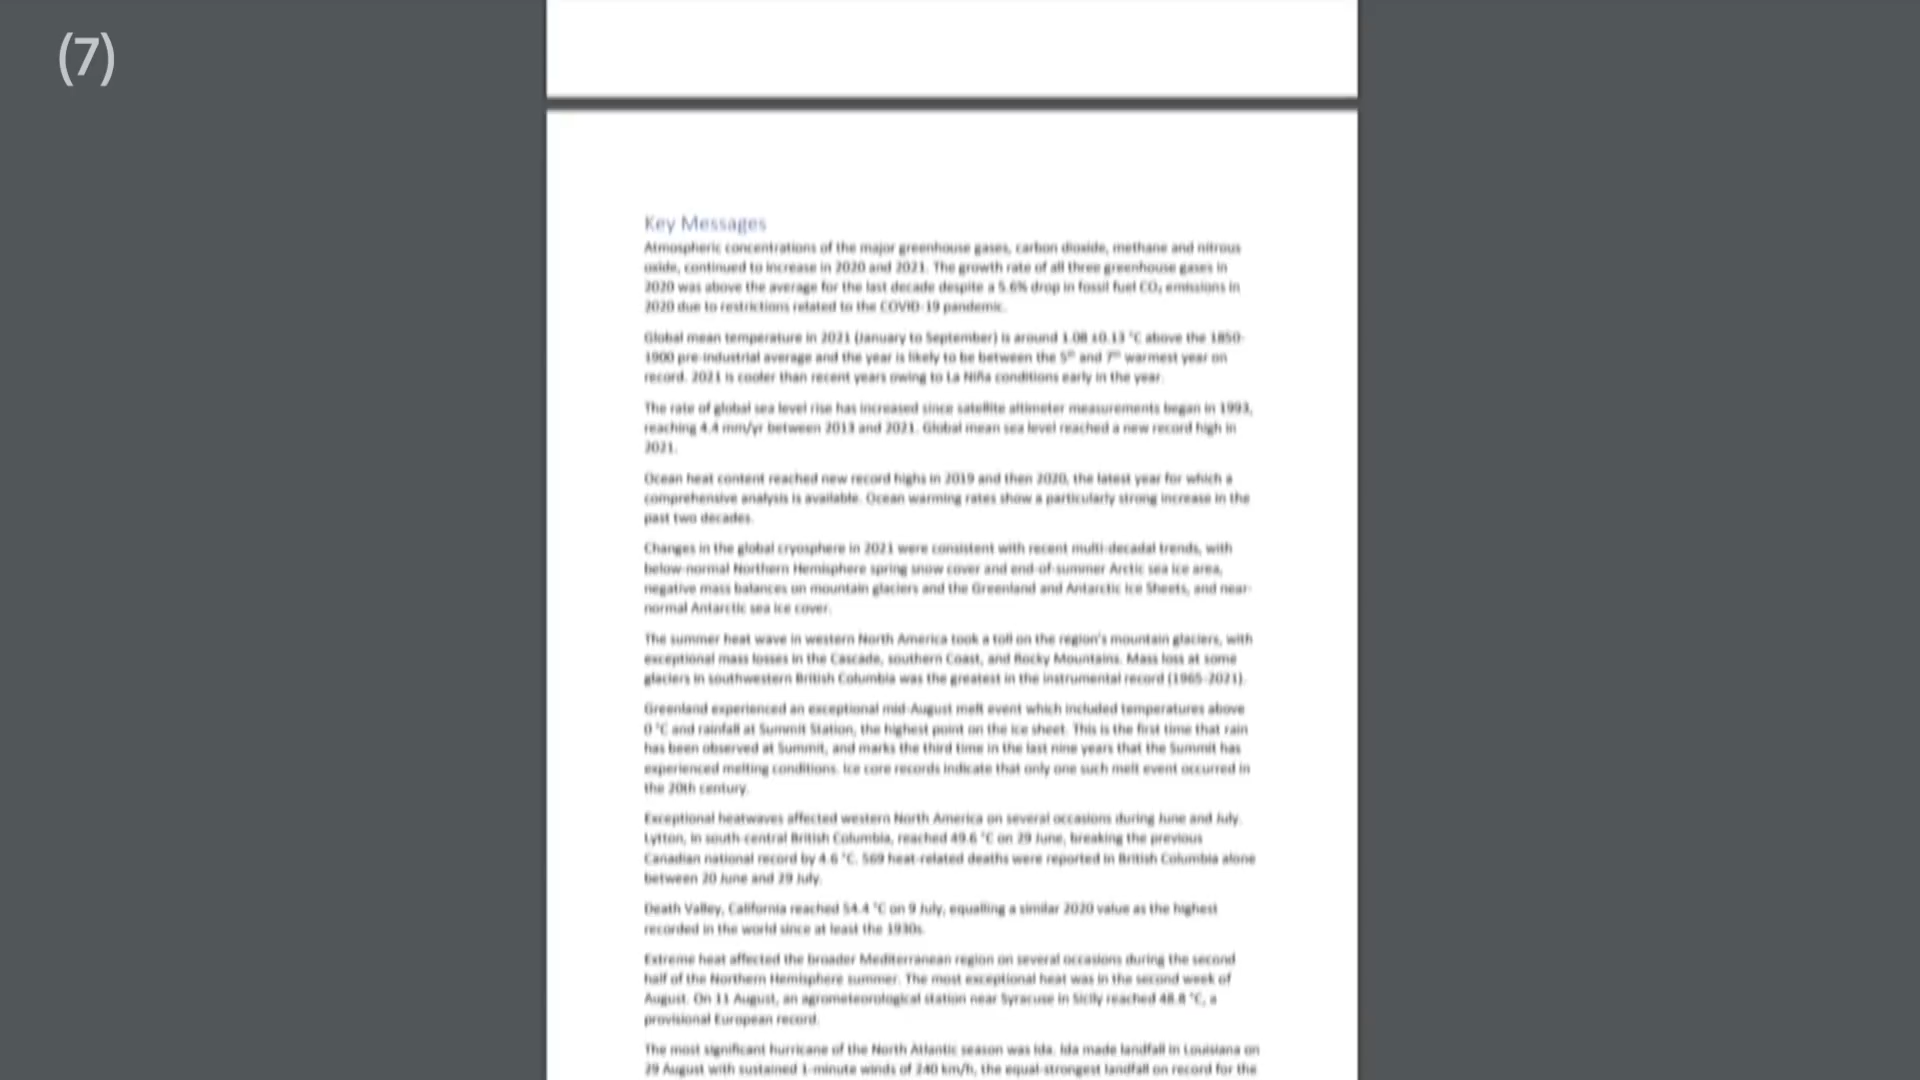 (7)
Key Messages
Atmospheric concentrations of the major greenhouse gases, carbon dioxide, methane and nitrous
oxide, continued to increase in 2020 and 2021. The growth rate of all three greenhouse gases in
2020 was above the average for the last decade despite a 5.6% drop in fossil fuel CO₂ emissions in
2020 due to restrictions related to the COVID-19 pandemic.
Global mean temperature in 2021 (January to September) is around 1.08 ±0.13 °C above the 1850-
1900 pre-industrial average and the year is likely to be between the 5th and 7th warmest year on
record. 2021 is cooler than recent years owing to La Niña conditions early in the year.
The rate of global sea level rise has increased since satellite altimeter measurements began in 1993,
reaching 4.4 mm/yr between 2013 and 2021. Global mean sea level reached a new record high in
2021.
Ocean heat content reached new record highs in 2019 and then 2020, the latest year for which a
comprehensive analysis is available. Ocean warming rates show a particularly strong increase in the
past two decades.
Changes in the global cryosphere in 2021 were consistent with recent multi-decadal trends, with
below-normal Northern Hemisphere spring snow cover and end-of-summer Arctic sea ice area,
negative mass balances on mountain glaciers and the Greenland and Antarctic Ice Sheets, and near-
normal Antarctic sea ice cover.
The summer heat wave in western North America took a toll on the region's mountain glaciers, with
exceptional mass losses in the Cascade, southern Coast, and Rocky Mountains. Mass loss at some
glaciers in southwestern British Columbia was the greatest in the instrumental record (1965-2021).
Greenland experienced an exceptional mid-August melt event which included temperatures above
0 °C and rainfall at Summit Station, the highest point on the ice sheet. This is the first time that rain
has been observed at Summit, and marks the third time in the last nine years that the Summit has
experienced melting conditions. Ice core records indicate that only one such melt event occurred in
the 20th century.
Exceptional heatwaves affected western North America on several occasions during June and July.
Lytton, in south-central British Columbia, reached 49.6 °C on 29 June, breaking the previous
Canadian national record by 4.6 °C. 569 heat-related deaths were reported in British Columbia alone
between 20 June and 29 July.
Death Valley, California reached 54.4 °C on 9 July, equalling a similar 2020 value as the highest
recorded in the world since at least the 1930s.
Extreme heat affected the broader Mediterranean region on several occasions during the second
half of the Northern Hemisphere summer. The most exceptional heat was in the second week of
August. On 11 August, an agrometeorological station near Syracuse in Sicily reached 48.8 °C, a
provisional European record.
The most significant hurricane of the North Atlantic season was Ida. Ida made landfall in Louisiana on
29 August with sustained 1-minute winds of 240 km/h, the equal-strongest landfall on record for the